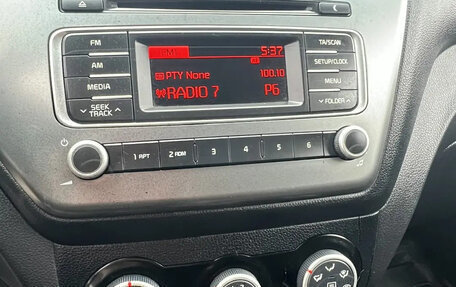 FM
AM
MEDIA
SEEK
TRACK
FM
5:37
PTY None
100.10
RADIO 7
P6
TA/SCAN
SETUP/CLOCK
MENU
FOLDER
1 RPT
2 RDM
3
4
5
6